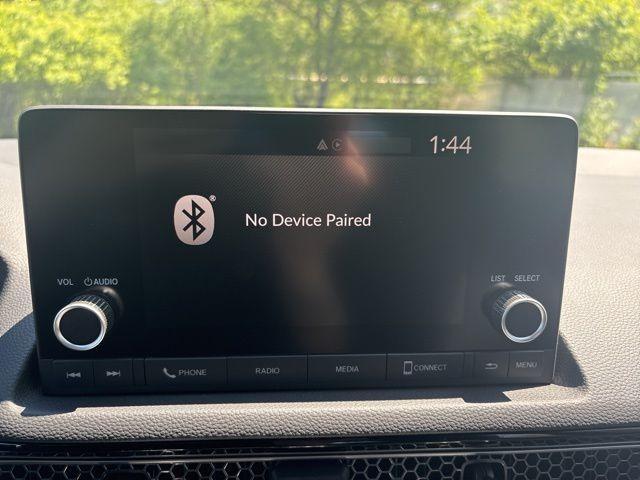 1:44
®
No Device Paired
VOL AUDIO
LIST SELECT
PHONE RADIO MEDIA CONNECT MENU